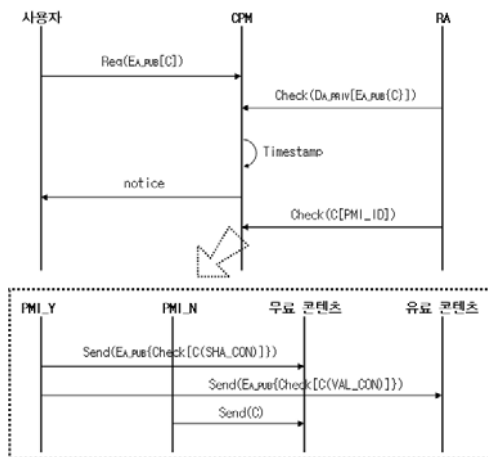 사용자 CPM RA
Req(EA_PUB[C])
Check(DA_PRIV[EA_PUB{C}])
Timestamp
notice
Check(C[PMI_ID])
PMI_Y PMI_N 무료 콘텐츠 유료 콘텐츠
Send(EA_PUB{Check[C(SHA_CON)]})
Send(EA_PUB{Check[C(VAL_CON)]})
Send(C)